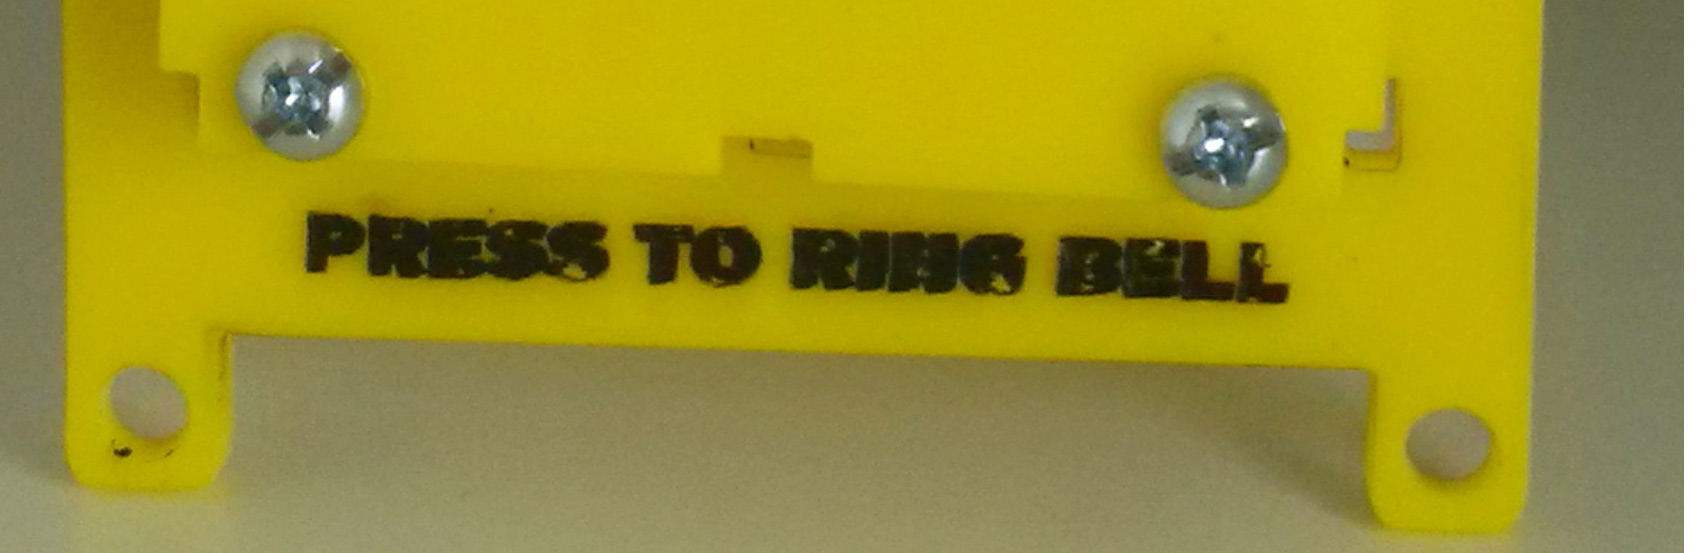 PRESS TO RING BELL